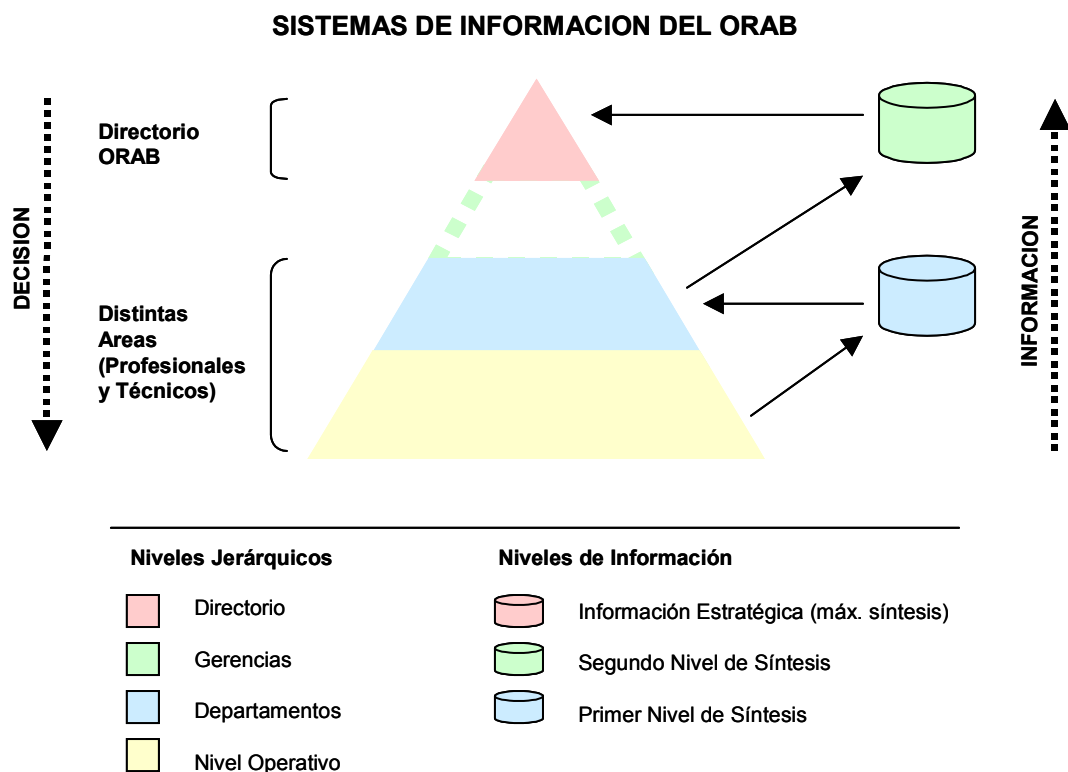 SISTEMAS DE INFORMACION DEL ORAB
DECISION
Directorio
ORAB
Distintas
Areas
(Profesionales
y Técnicos)
INFORMACION
Niveles Jerárquicos
Directorio
Gerencias
Departamentos
Nivel Operativo
Niveles de Información
Información Estratégica (máx. síntesis)
Segundo Nivel de Síntesis
Primer Nivel de Síntesis